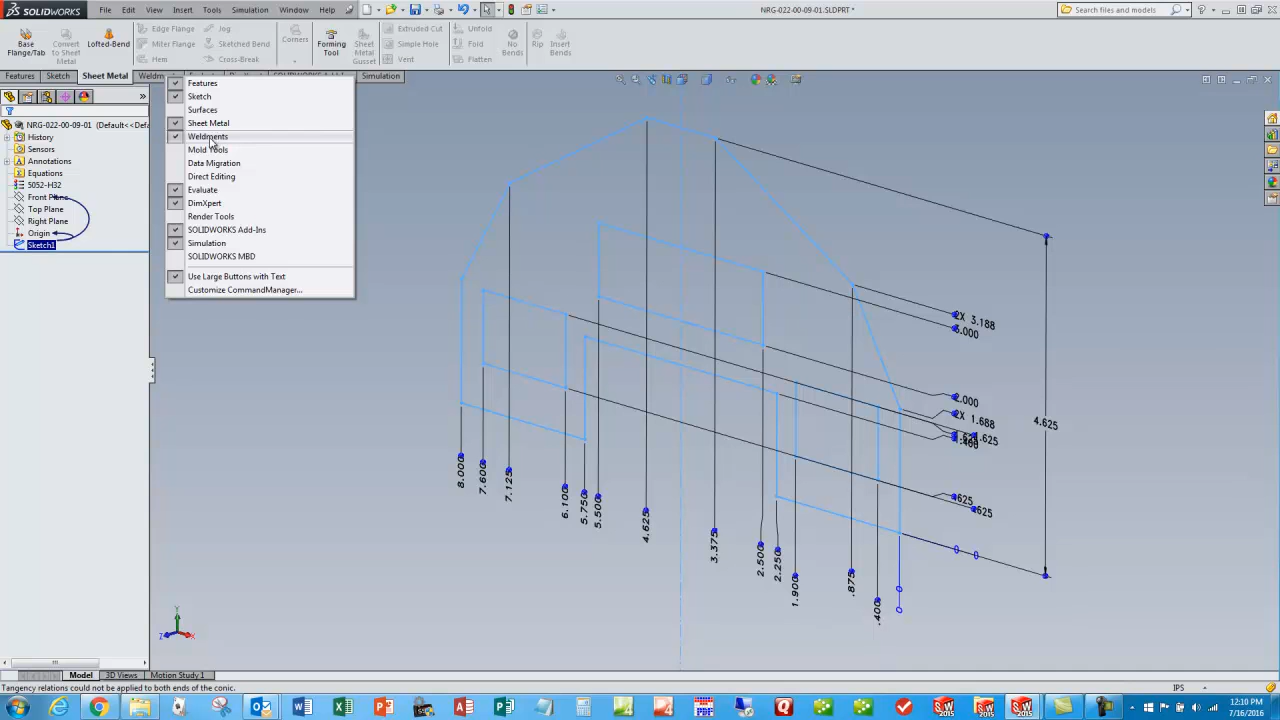 SOLIDWORKS File Edit View Insert Tools Simulation Window Help
NRG-022-00-09-01.SLDPRT *
Search files and models
Base Flange/Tab
Convert to Sheet Metal
Lofted-Bend
Edge Flange
Miter Flange
Hem
Jog
Sketched Bend
Cross-Break
Corners
Forming Tool
Sheet Metal Gusset
Extruded Cut
Simple Hole
Vent
Unfold
Fold
Flatten
No Bends
Rip
Insert Bends
Features Sketch Sheet Metal Simulation
Features
Sketch
Surfaces
Sheet Metal
Weldments
Mold Tools
Data Migration
Direct Editing
Evaluate
DimXpert
Render Tools
SOLIDWORKS Add-Ins
Simulation
SOLIDWORKS MBD
Use Large Buttons with Text
Customize CommandManager...
NRG-022-00-09-01 (Default<<Defa
History
Sensors
Annotations
Equations
5052-H32
Front Plane
Top Plane
Right Plane
Origin
Sketch1
2X 3.188
2.000
2X 1.688
4.625
8.000
7.600
7.125
6.100
5.750
5.500
4.625
3.375
2.500
2.250
1.900
.875
.400
0 0
0
0
Y
Z X
Model 3D Views Motion Study 1
Tangency relations could not be applied to both ends of the conic.
IPS
12:10 PM
7/16/2016